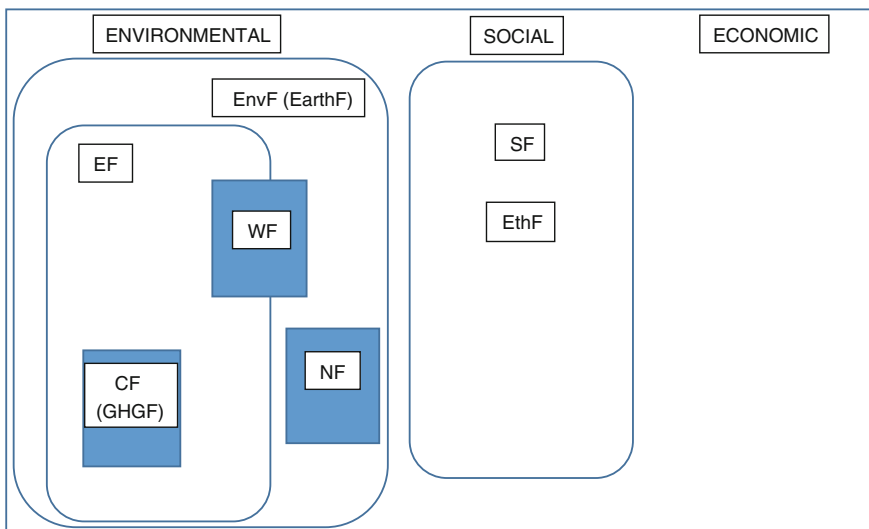 ENVIRONMENTAL
SOCIAL
ECONOMIC
EnvF (EarthF)
EF
SF
EthF
WF
NF
CF
(GHGF)